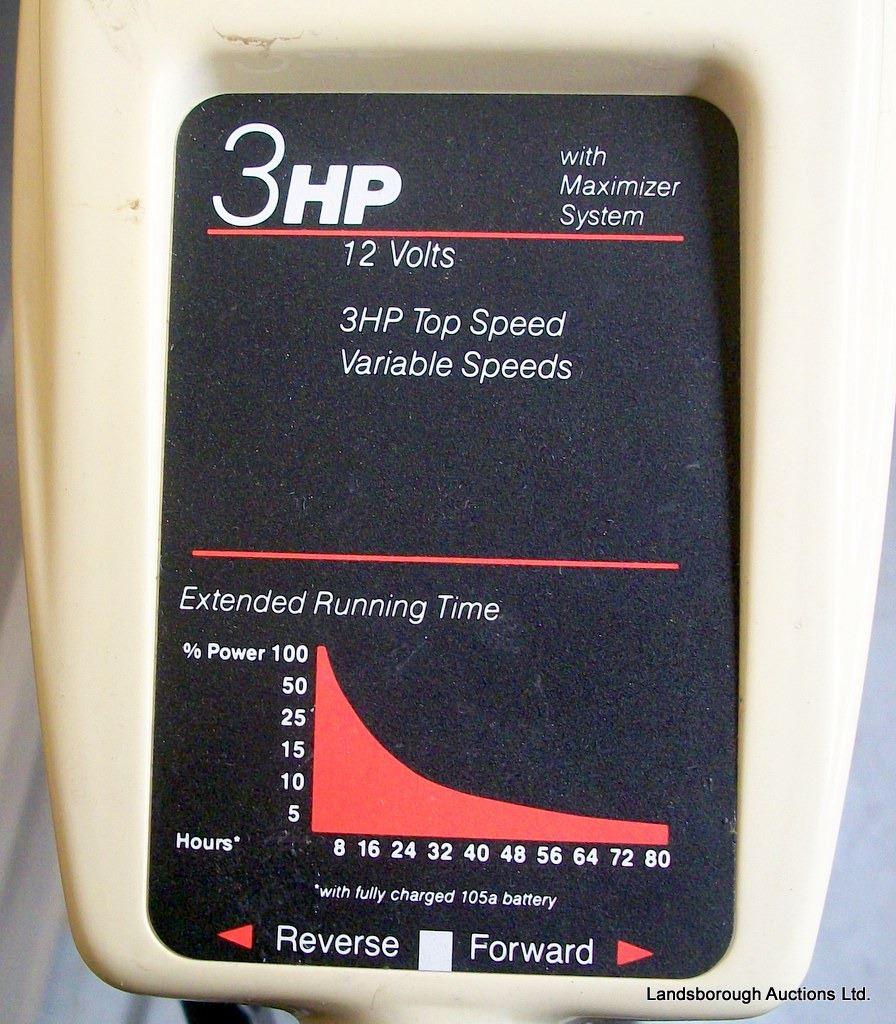 3HP
with
Maximizer
System
12 Volts
3HP Top Speed
Variable Speeds
Extended Running Time
% Power 100
50
25
15
10
5
Hours* 8 16 24 32 40 48 56 64 72 80
*with fully charged 105a battery
Reverse Forward
Landsborough Auctions Ltd.